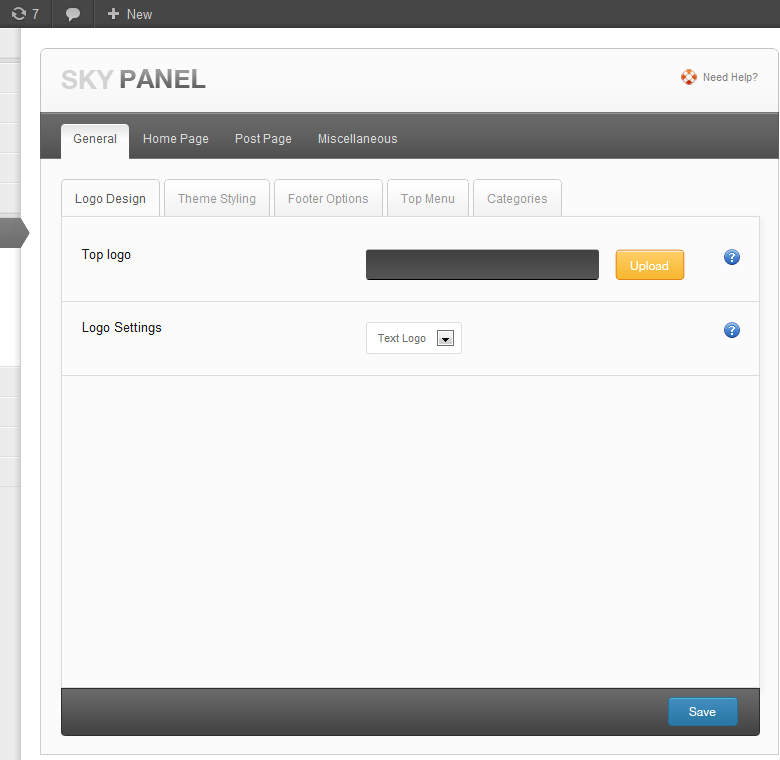 7 New
SKY PANEL
Need Help?
General Home Page Post Page Miscellaneous
Logo Design Theme Styling Footer Options Top Menu Categories
Top logo Upload ?
Logo Settings Text Logo ?
Save